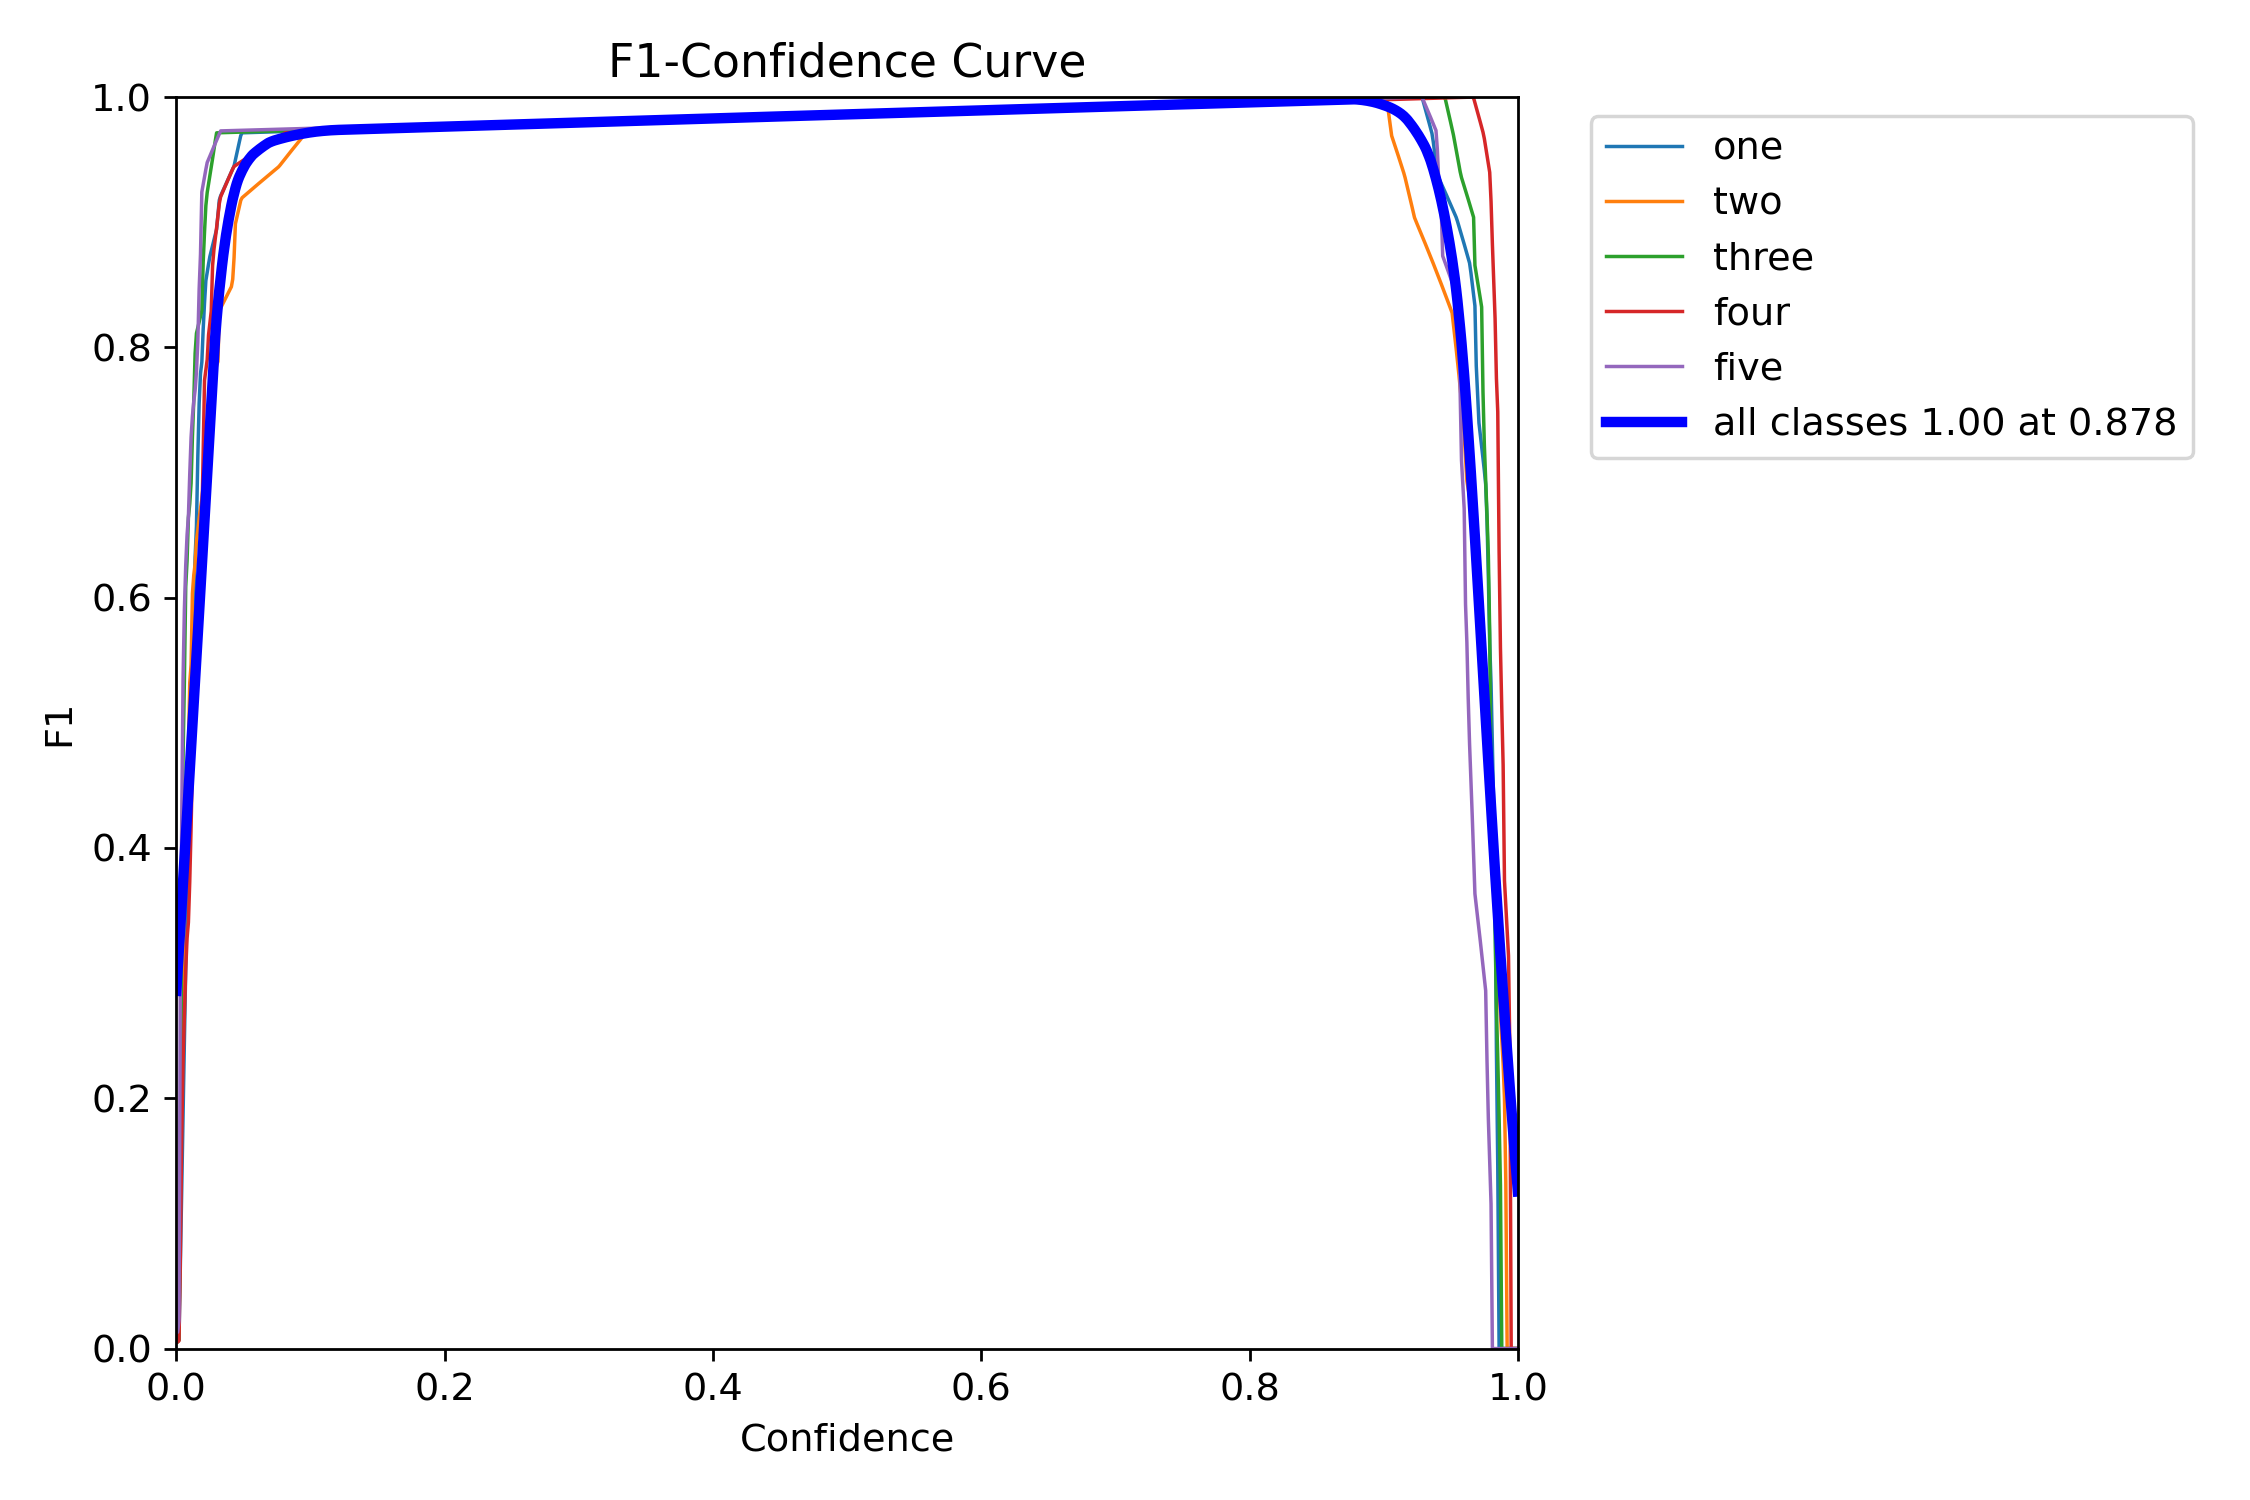 F1-Confidence Curve
1.0
0.8
0.6
0.4
0.2
0.0
F1
0.0 0.2 0.4 0.6 0.8 1.0
Confidence
one
two
three
four
five
all classes 1.00 at 0.878